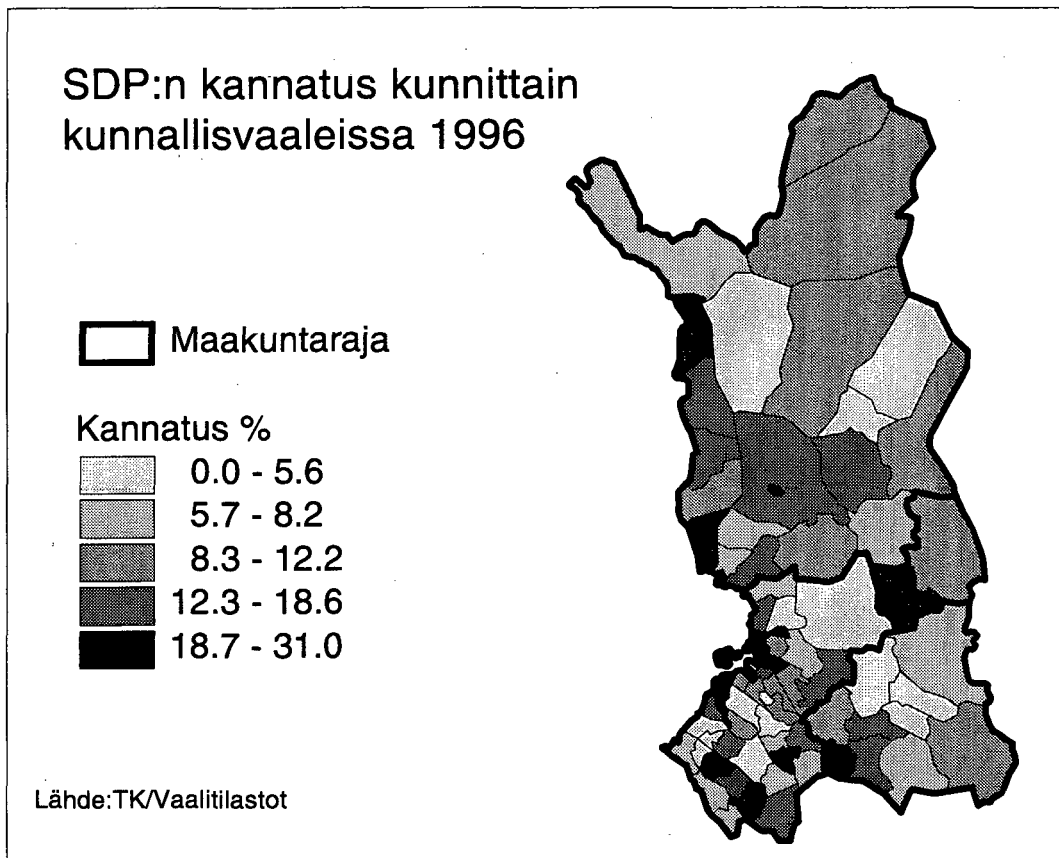 SDP:n kannatus kunnittain
kunnallisvaaleissa 1996
Maakuntaraja
Kannatus %
0.0 - 5.6
5.7 - 8.2
8.3 - 12.2
12.3 - 18.6
18.7 - 31.0
Lähde:TK/Vaalitilastot